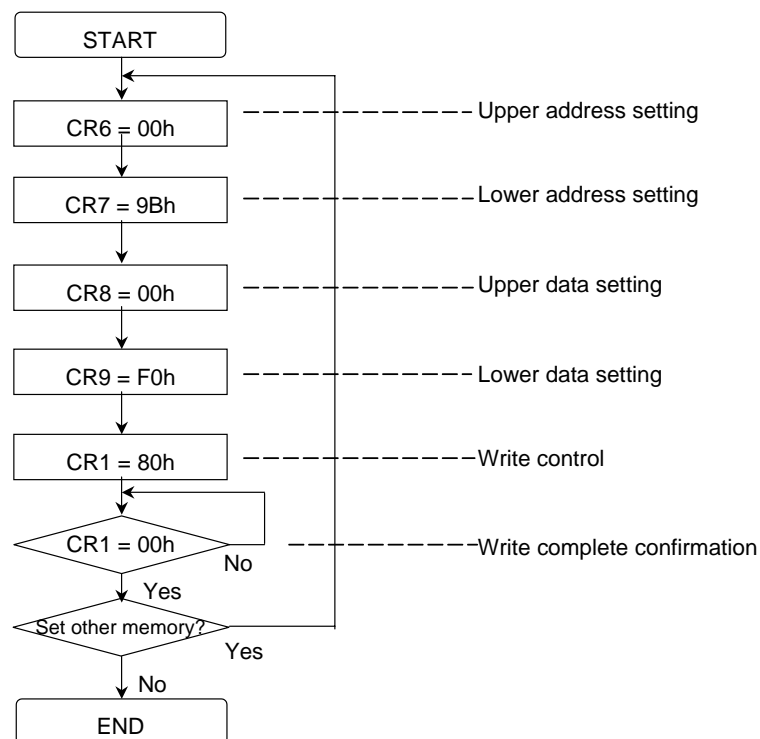 START
CR6 = 00h
Upper address setting
CR7 = 9Bh
Lower address setting
CR8 = 00h
Upper data setting
CR9 = F0h
Lower data setting
CR1 = 80h
Write control
CR1 = 00h
No
Write complete confirmation
Yes
Set other memory?
Yes
No
END